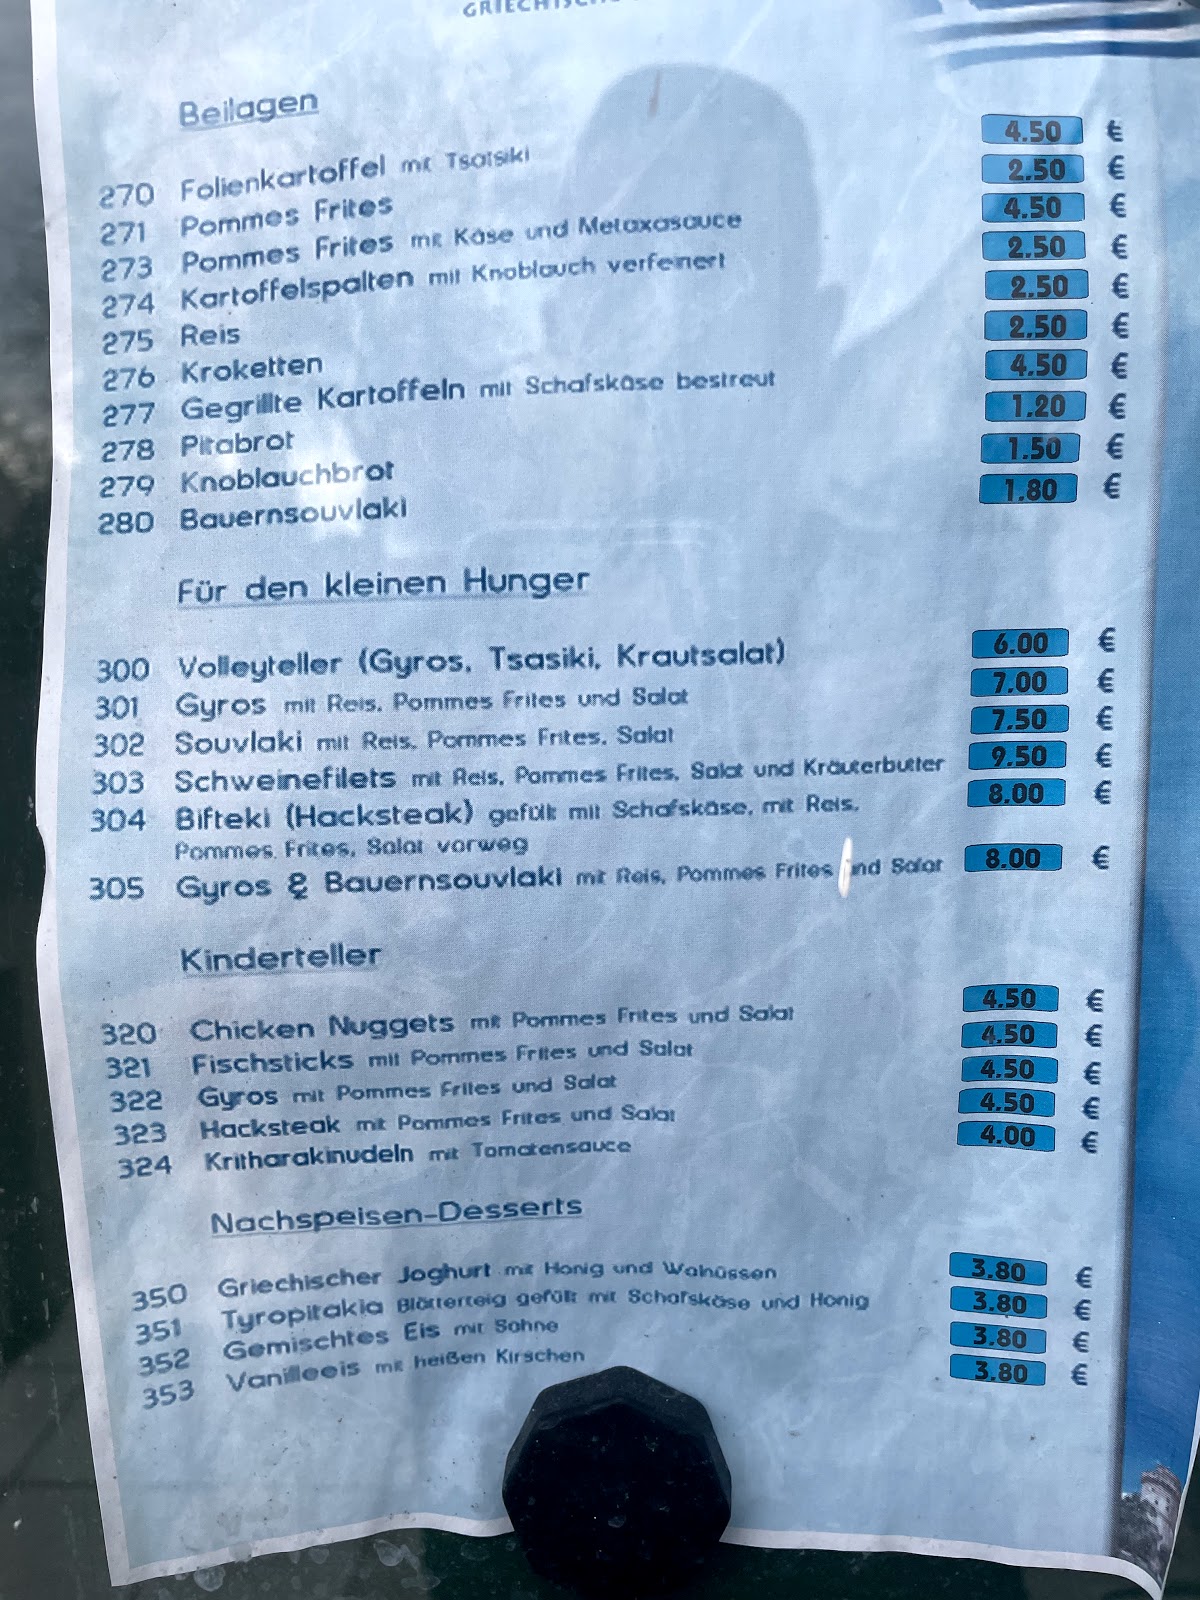 Beilagen
270 Folienkartoffel mit Tsatsiki 4.50 €
271 Pommes Frites 2.50 €
273 Pommes Frites mit Käse und Metaxasauce 4.50 €
274 Kartoffelspalten mit Knoblauch verfeinert 2.50 €
275 Reis 2.50 €
276 Kroketten 2.50 €
277 Gegrillte Kartoffeln mit Schafskäse bestreut 4.50 €
278 Pitabrot 1.20 €
279 Knoblauchbrot 1.50 €
280 Bauernsouvlaki 1.80 €
Für den kleinen Hunger
300 Volleyteller (Gyros, Tsasiki, Krautsalat) 6.00 €
301 Gyros mit Reis, Pommes Frites und Salat 7.00 €
302 Souvlaki mit Reis, Pommes Frites, Salat 7.50 €
303 Schweinefilets mit Reis, Pommes Frites, Salat und Kräuterbutter 9.50 €
304 Bifteki (Hacksteak) gefüllt mit Schafskäse, mit Reis, 8.00 €
Pommes Frites, Salat vorweg
305 Gyros & Bauernsouvlaki mit Reis, Pommes Frites und Salat 8.00 €
Kinderteller
320 Chicken Nuggets mit Pommes Frites und Salat 4.50 €
321 Fischsticks mit Pommes Frites und Salat 4.50 €
322 Gyros mit Pommes Frites und Salat 4.50 €
323 Hacksteak mit Pommes Frites und Salat 4.50 €
324 Kritharakinudeln mit Tomatensauce 4.00 €
Nachspeisen-Desserts
350 Griechischer Joghurt mit Honig und Walnüssen 3.80 €
351 Tyropitakia Blätterteig gefüllt mit Schafskäse und Honig 3.80 €
352 Gemischtes Eis mit Sahne 3.80 €
353 Vanilleeis mit heißen Kirschen 3.80 €